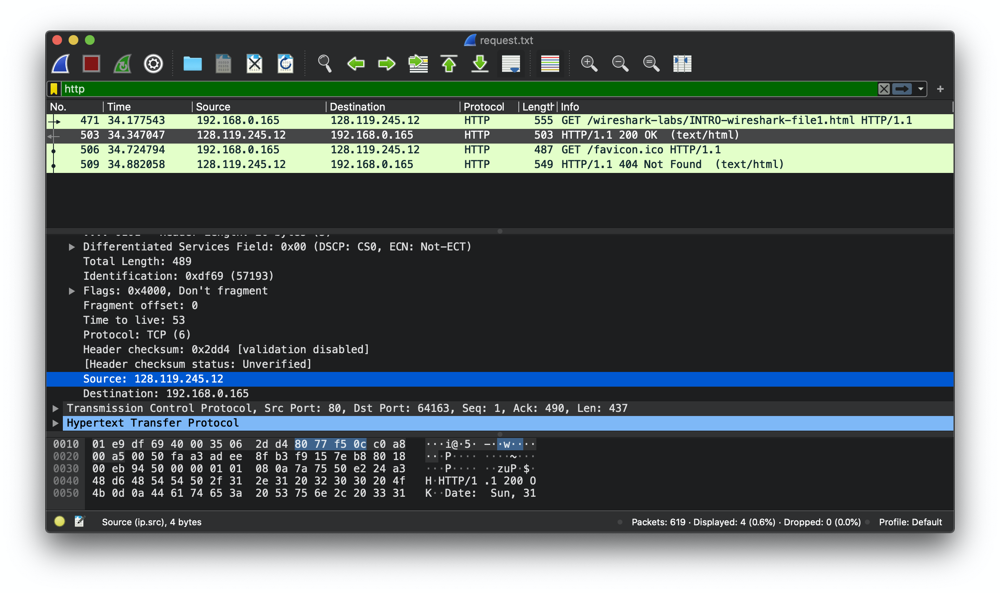 request.txt
http
No. Time Source Destination Protocol Length Info
471 34.177543 192.168.0.165 128.119.245.12 HTTP 555 GET /wireshark-labs/INTRO-wireshark-file1.html HTTP/1.1
503 34.347047 128.119.245.12 192.168.0.165 HTTP 503 HTTP/1.1 200 OK (text/html)
506 34.724794 192.168.0.165 128.119.245.12 HTTP 487 GET /favicon.ico HTTP/1.1
509 34.882058 128.119.245.12 192.168.0.165 HTTP 549 HTTP/1.1 404 Not Found (text/html)
Differentiated Services Field: 0x00 (DSCP: CS0, ECN: Not-ECT)
Total Length: 489
Identification: 0xdf69 (57193)
Flags: 0x4000, Don't fragment
Fragment offset: 0
Time to live: 53
Protocol: TCP (6)
Header checksum: 0x2dd4 [validation disabled]
[Header checksum status: Unverified]
Source: 128.119.245.12
Destination: 192.168.0.165
Transmission Control Protocol, Src Port: 80, Dst Port: 64163, Seq: 1, Ack: 490, Len: 437
Hypertext Transfer Protocol
0010 01 e9 df 69 40 00 35 06 2d d4 80 77 f5 0c c0 a8 ···i@·5· -··w····
0020 00 a5 00 50 fa a3 ad ee 8f b3 f9 15 7e b8 80 18 ···P···· ····~···
0030 00 eb 94 50 00 00 01 01 08 0a 7a 75 50 e2 24 a3 ···P···· ··zuP·$·
0040 48 d6 48 54 54 50 2f 31 2e 31 20 32 30 30 20 4f H·HTTP/1 .1 200 O
0050 4b 0d 0a 44 61 74 65 3a 20 53 75 6e 2c 20 33 31 K··Date: Sun, 31
Source (ip.src), 4 bytes Packets: 619 · Displayed: 4 (0.6%) · Dropped: 0 (0.0%) Profile: Default